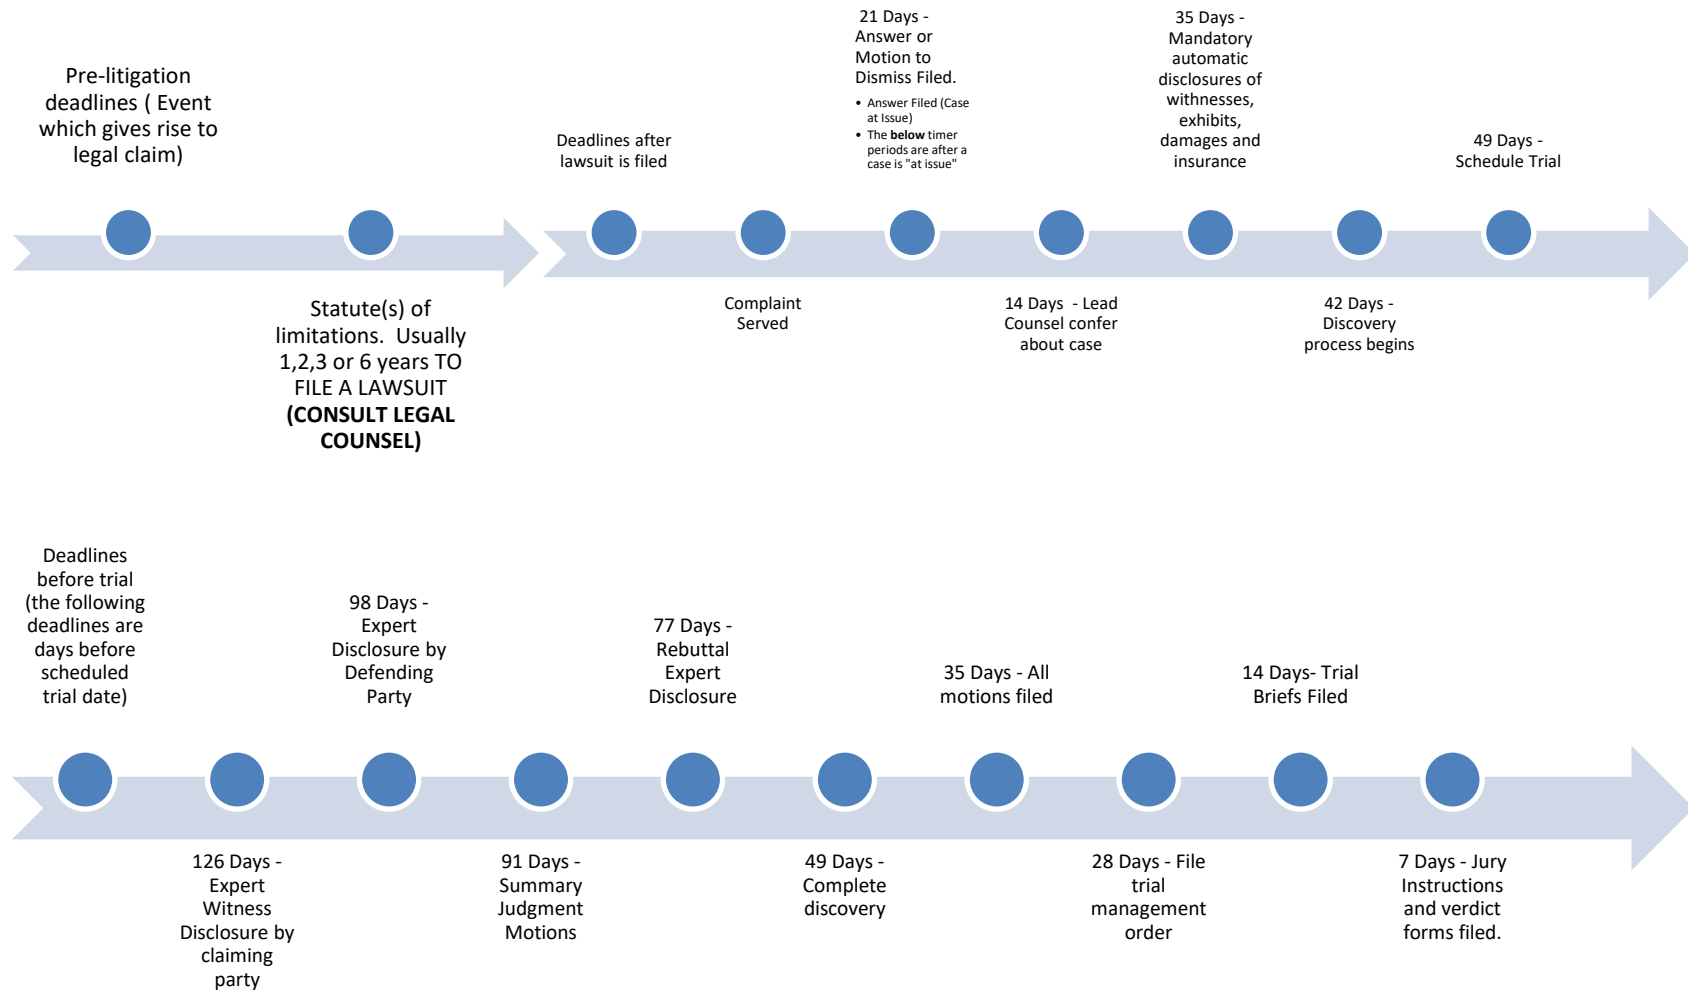 Pre-litigation
deadlines ( Event
which gives rise to
legal claim)
Statute(s) of
limitations.  Usually
1,2,3 or 6 years TO
FILE A LAWSUIT
(CONSULT LEGAL
COUNSEL)
Deadlines after
lawsuit is filed
Complaint
Served
21 Days -
Answer or
Motion to
Dismiss Filed.
• Answer Filed (Case
at Issue)
• The below timer
periods are after a
case is "at issue"
14 Days  - Lead
Counsel confer
about case
35 Days -
Mandatory
automatic
disclosures of
withnesses,
exhibits,
damages and
insurance
42 Days -
Discovery
process begins
49 Days -
Schedule Trial
Deadlines
before trial
(the following
deadlines are
days before
scheduled
trial date)
126 Days -
Expert
Witness
Disclosure by
claiming
party
98 Days -
Expert
Disclosure by
Defending
Party
91 Days -
Summary
Judgment
Motions
77 Days -
Rebuttal
Expert
Disclosure
49 Days -
Complete
discovery
35 Days - All
motions filed
28 Days - File
trial
management
order
14 Days- Trial
Briefs Filed
7 Days - Jury
Instructions
and verdict
forms filed.